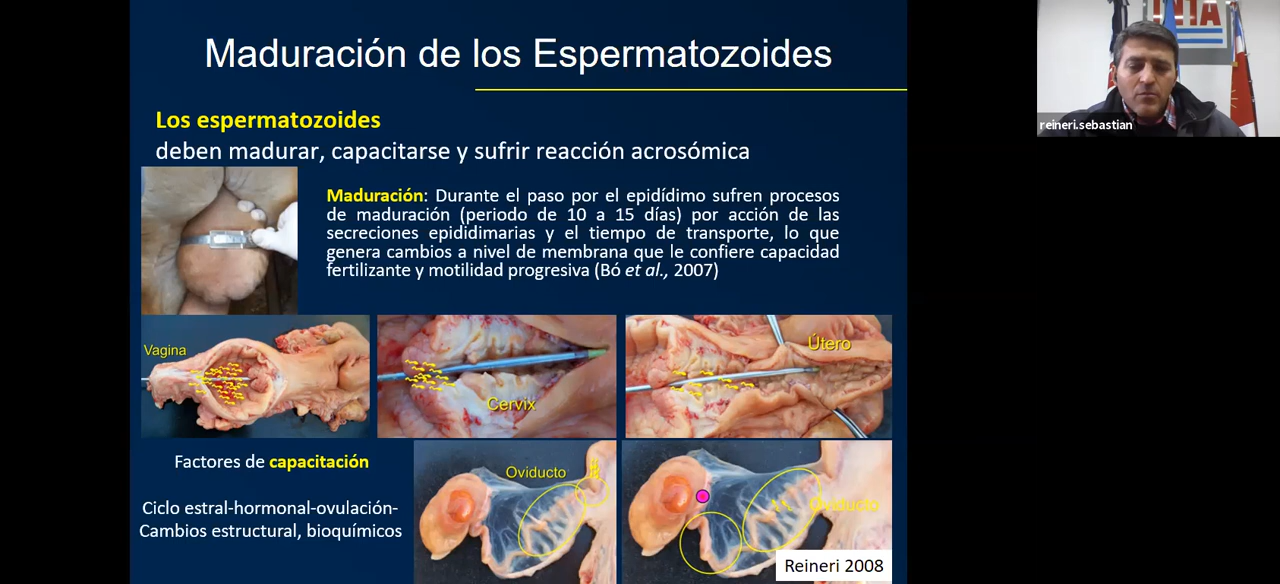 Maduración de los Espermatozoides
INTA
reineri.sebastian
Los espermatozoides
deben madurar, capacitarse y sufrir reacción acrosómica
Maduración: Durante el paso por el epidídimo sufren procesos
de maduración (periodo de 10 a 15 días) por acción de las
secreciones epididimarias y el tiempo de transporte, lo que
genera cambios a nivel de membrana que le confiere capacidad
fertilizante y motilidad progresiva (Bó et al., 2007)
Vagina
Cervix
Útero
Factores de capacitación
Ciclo estral-hormonal-ovulación-
Cambios estructural, bioquímicos
Oviducto
Oviducto
Reineri 2008